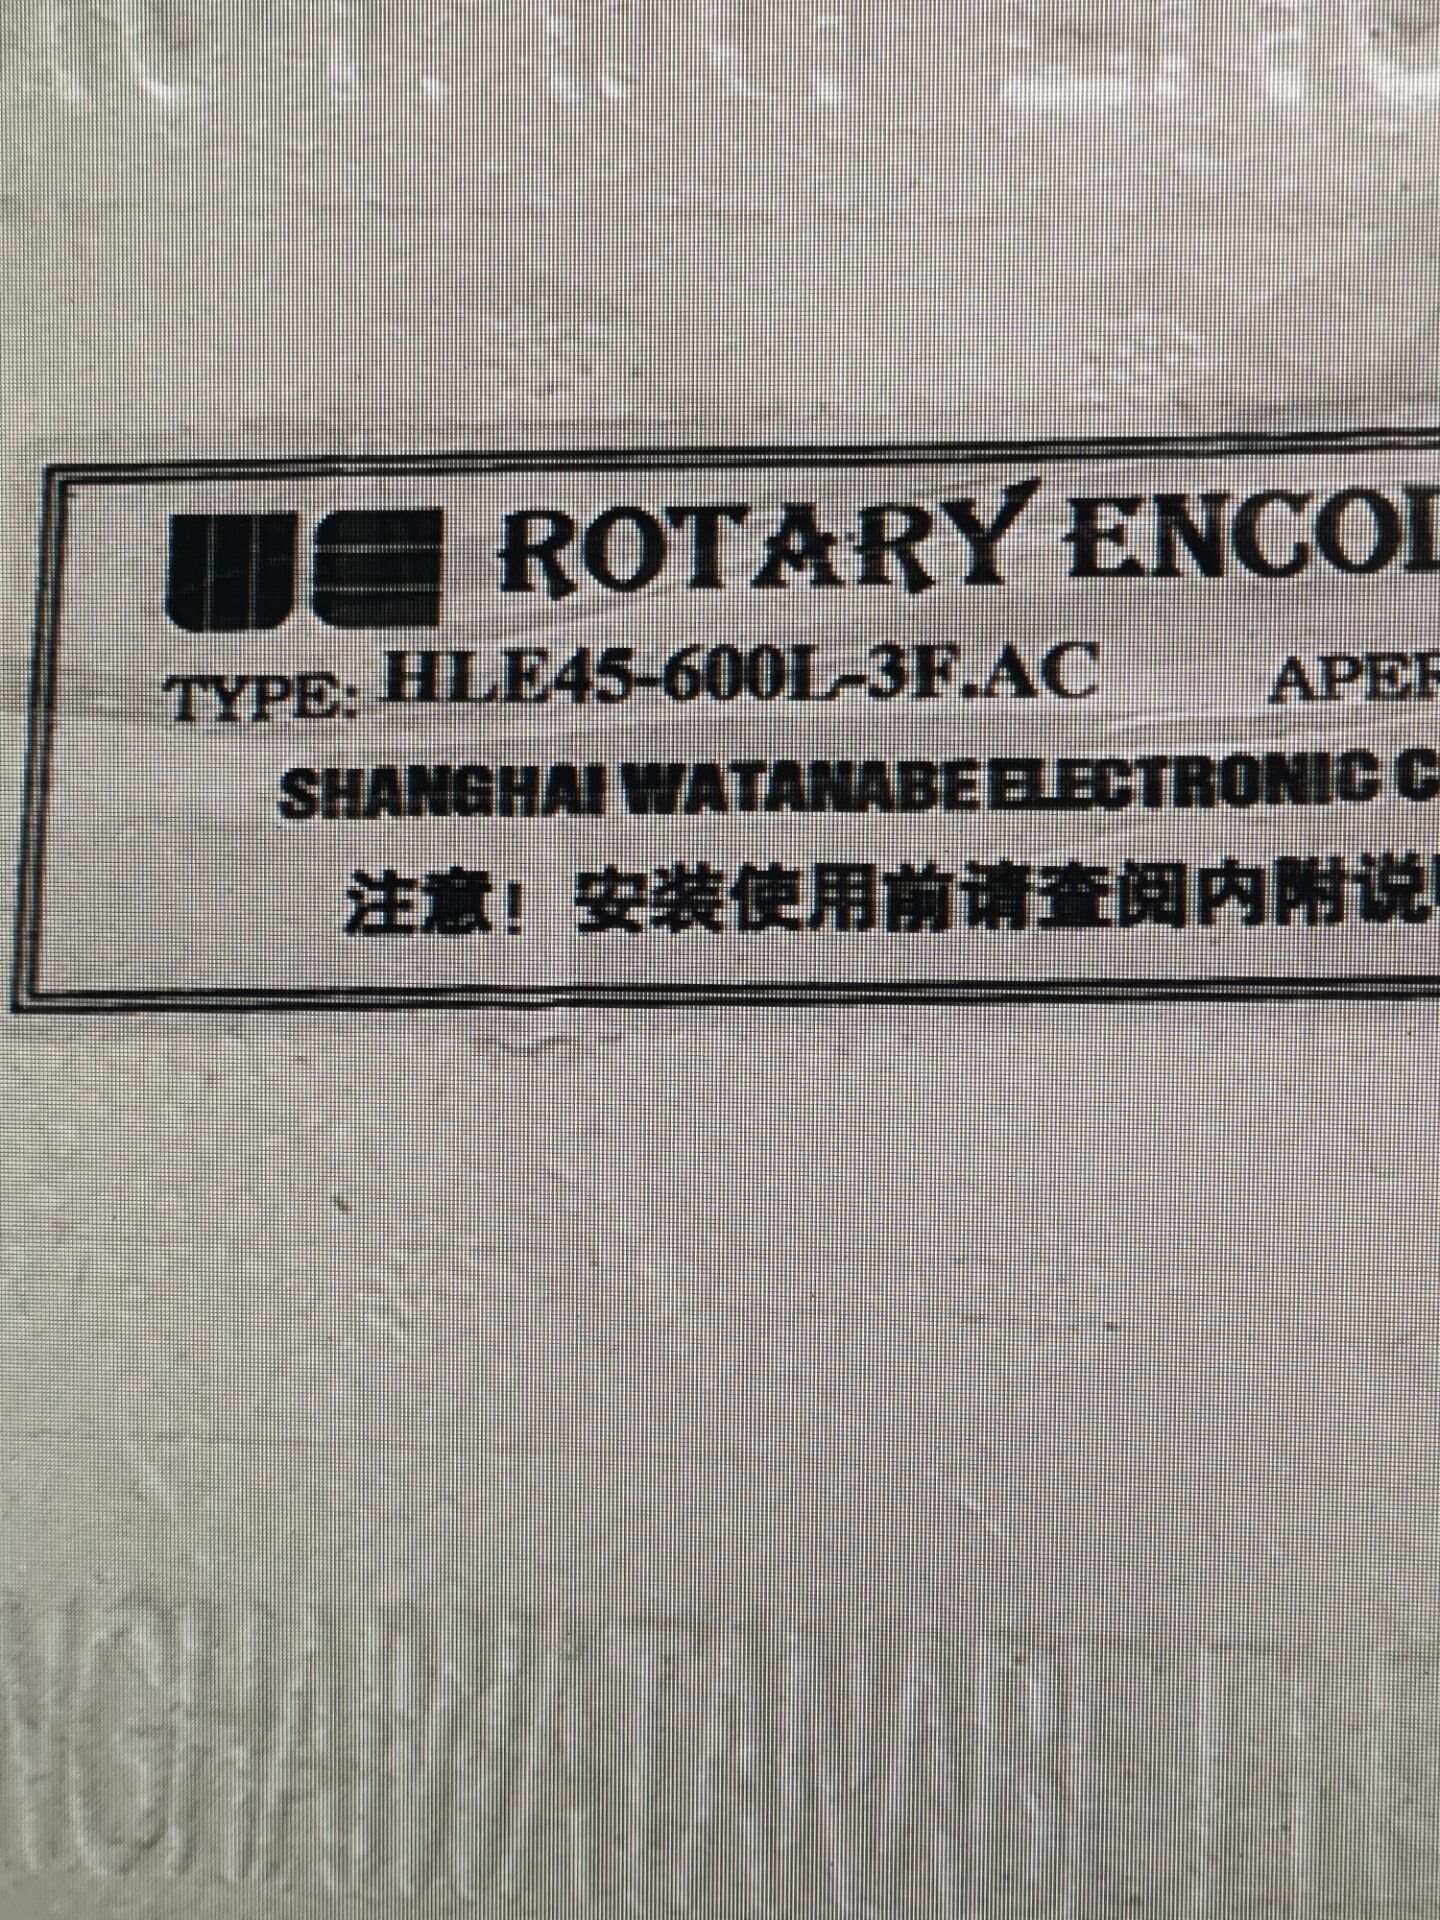 ROTARY ENCOD
TYPE: HLE45-600L-3F.AC APER
SHANGHAI WATANABE ELECTRONIC C
注意！ 安装使用前请查阅内附说